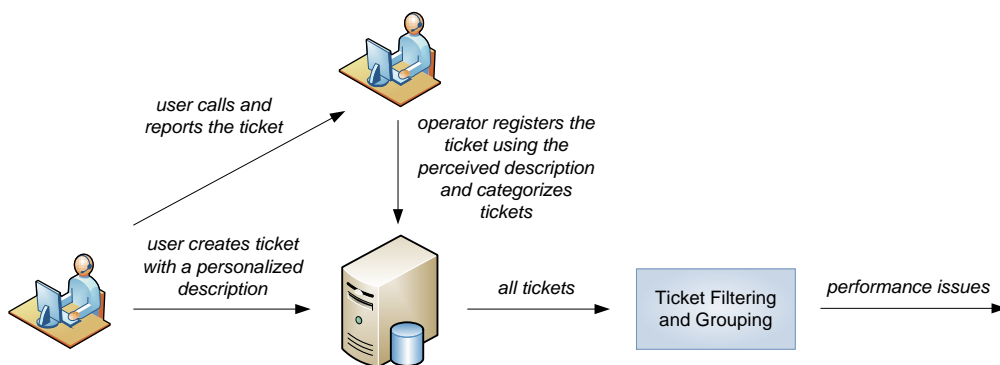 user calls and
reports the ticket
operator registers the
ticket using the
perceived description
and categorizes
tickets
user creates ticket
with a personalized
description
all tickets
Ticket Filtering
and Grouping
performance issues